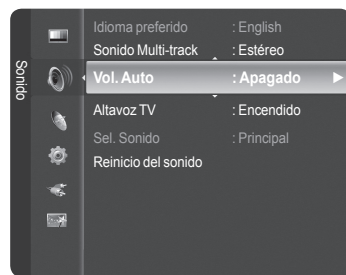 Sonido
Idioma preferido : English
Sonido Multi-track : Estéreo
Vol. Auto : Apagado
Altavoz TV : Encendido
Sel. Sonido : Principal
Reinicio del sonido